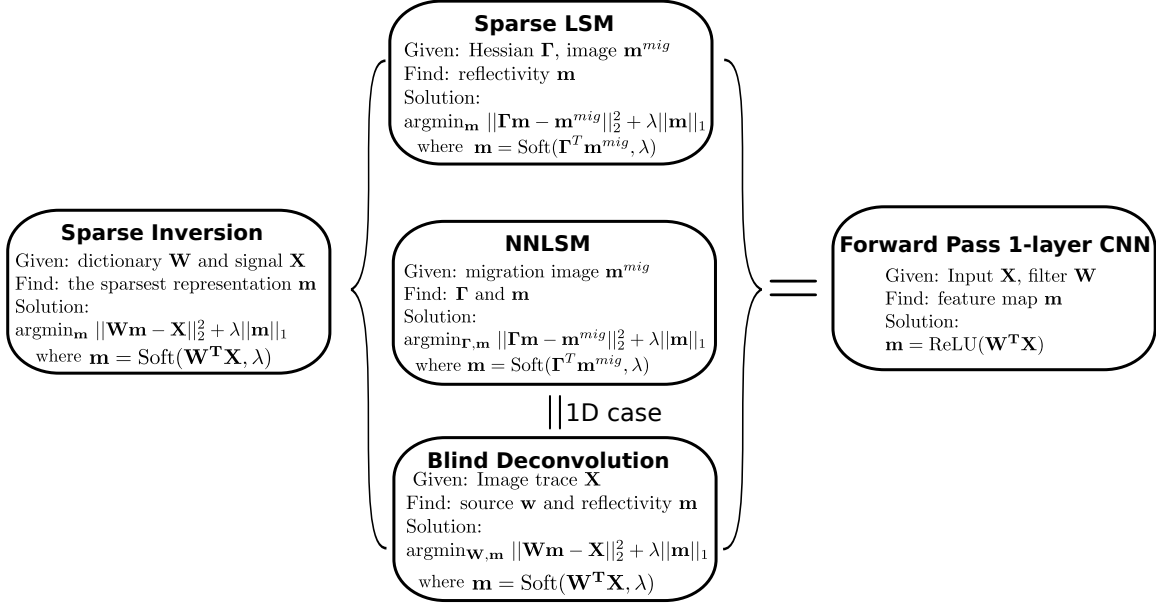 Sparse Inversion
Given: dictionary W and signal X
Find: the sparsest representation m
Solution:
argmin_m ||Wm − X||_2^2 + λ||m||_1
where m = Soft(W^T X, λ)
Sparse LSM
Given: Hessian Γ, image m^{mig}
Find: reflectivity m
Solution:
argmin_m ||Γm − m^{mig}||_2^2 + λ||m||_1
where m = Soft(Γ^T m^{mig}, λ)
NNLSM
Given: migration image m^{mig}
Find: Γ and m
Solution:
argmin_{Γ,m} ||Γm − m^{mig}||_2^2 + λ||m||_1
where m = Soft(Γ^T m^{mig}, λ)
1D case
Blind Deconvolution
Given: Image trace X
Find: source w and reflectivity m
Solution:
argmin_{W,m} ||Wm − X||_2^2 + λ||m||_1
where m = Soft(W^T X, λ)
Forward Pass 1-layer CNN
Given: Input X, filter W
Find: feature map m
Solution:
m = ReLU(W^T X)